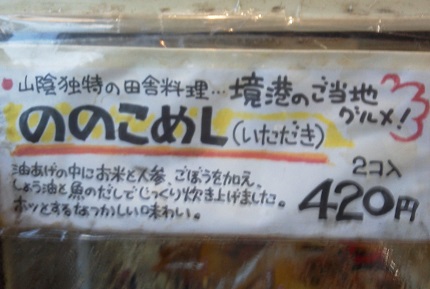 山陰独特の田舎料理…境港のご当地
グルメ!
ののこめし(いただき)
油あげの中にお米と人参、ごぼうを加え、
しょう油と魚のだしでじっくり炊き上げました。
ホッとするなつかしい味わい。
2コ入
420円